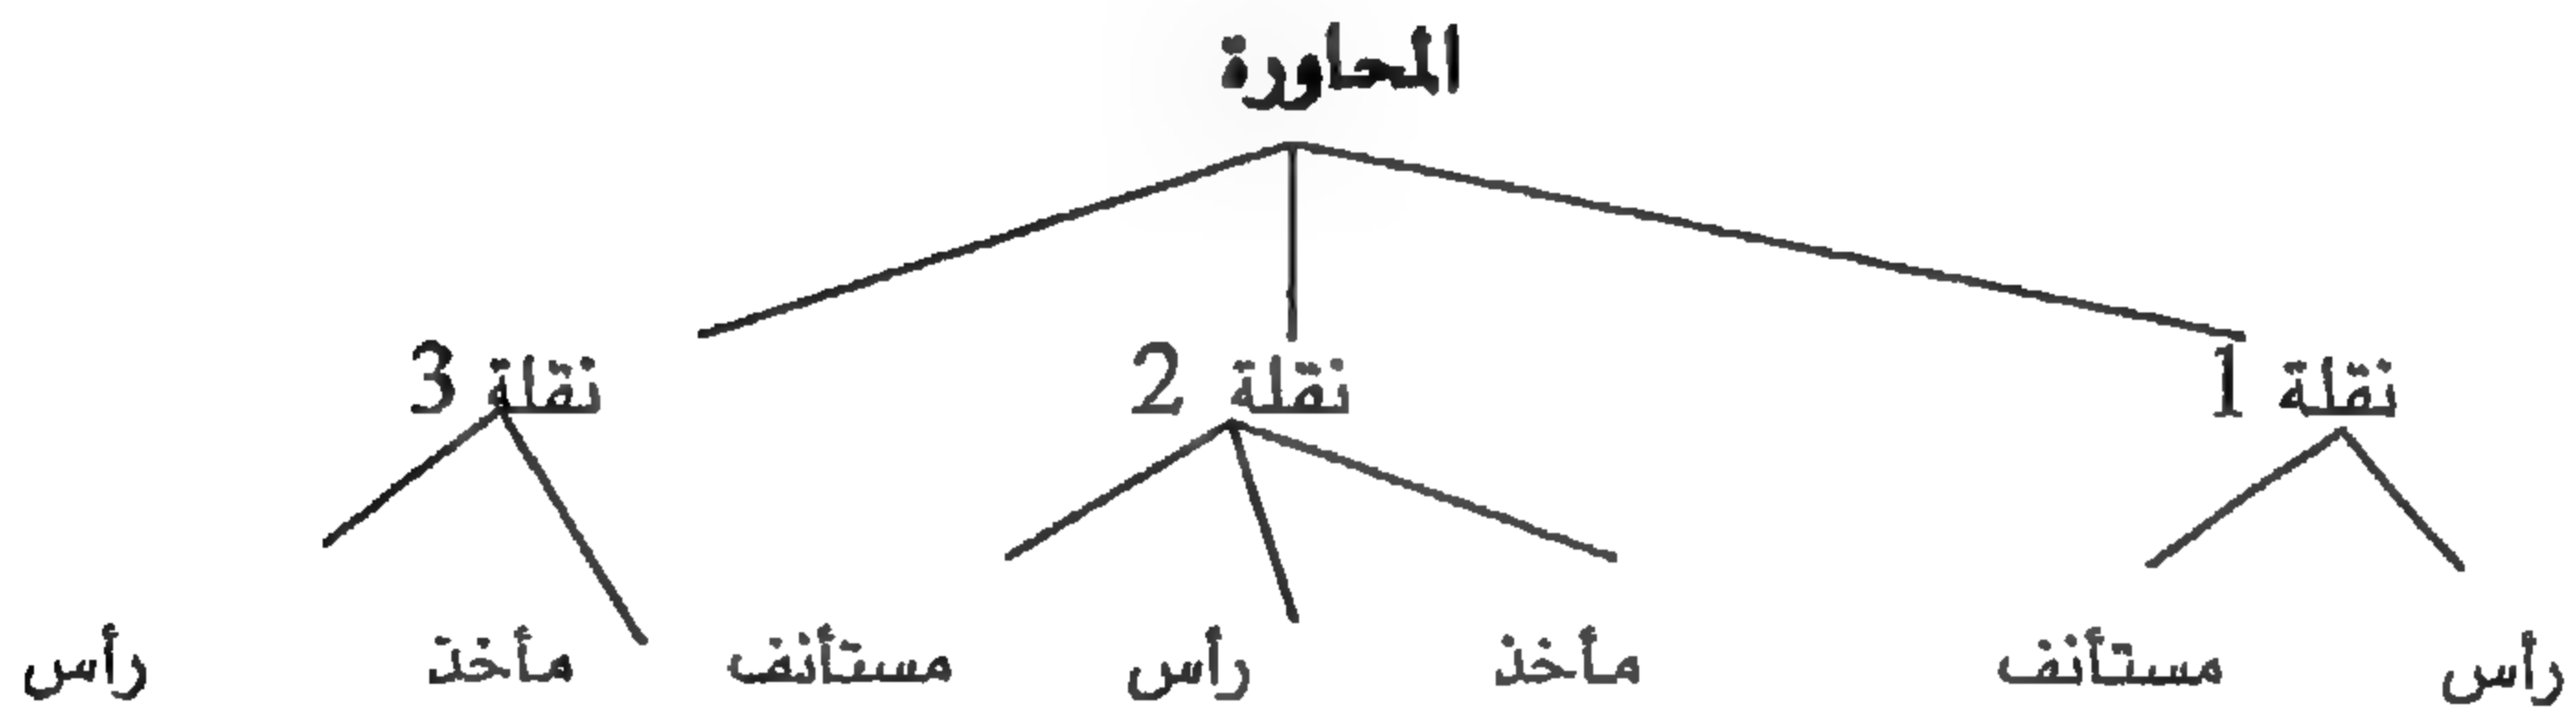 المحاورة
نقلة 1 نقلة 2 نقلة 3
رأس مستأنف مأخذ رأس مستأنف مأخذ رأس